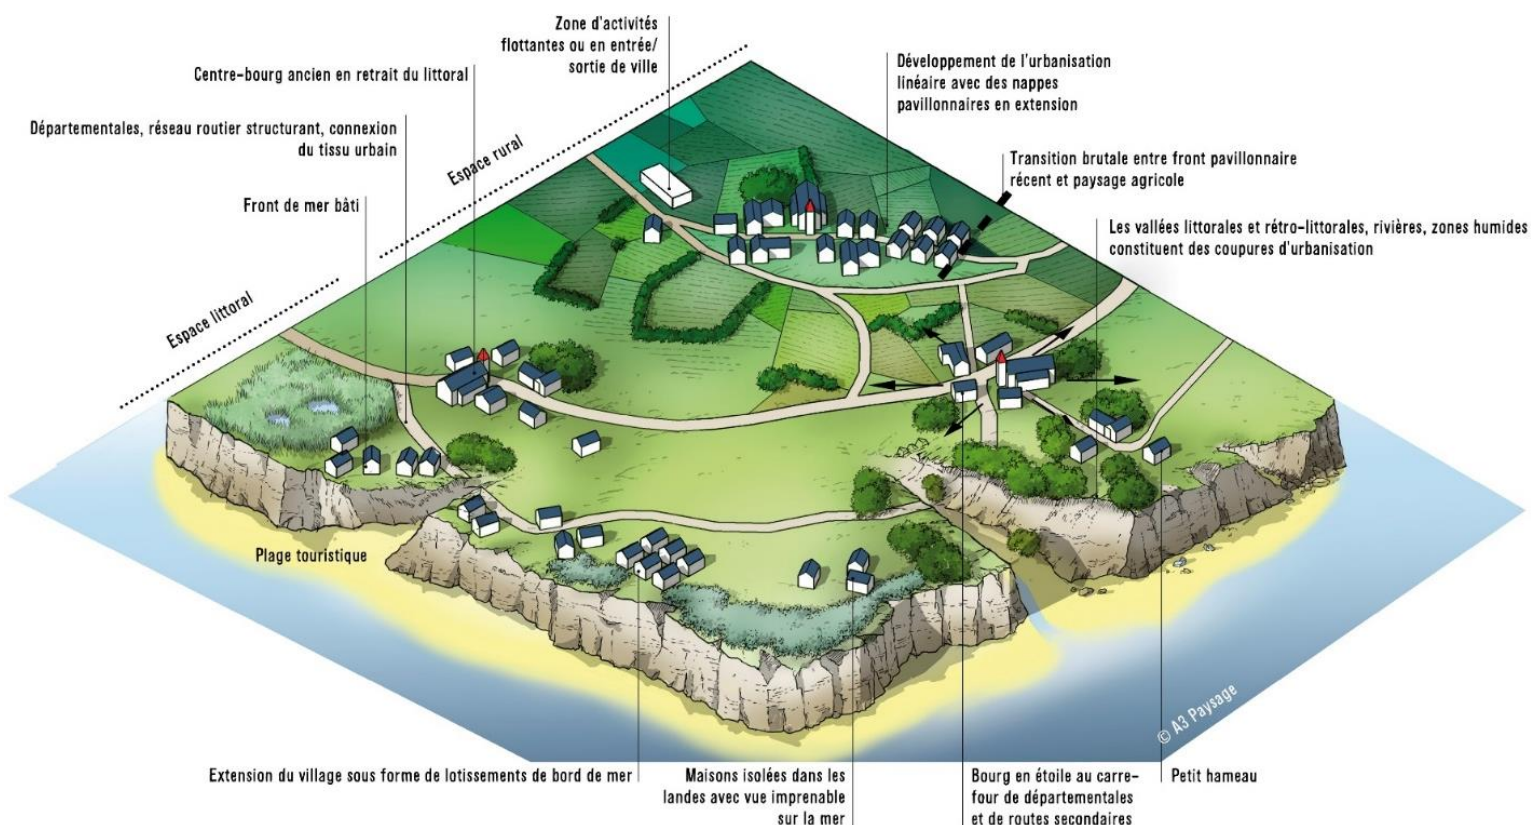 Zone d'activités
flottantes ou en entrée/
sortie de ville
Centre-bourg ancien en retrait du littoral
Développement de l'urbanisation
linéaire avec des nappes
pavillonnaires en extension
Départementales, réseau routier structurant, connexion
du tissu urbain
Espace rural
Transition brutale entre front pavillonnaire
récent et paysage agricole
Front de mer bâti
Les vallées littorales et rétro-littorales, rivières, zones humides
constituent des coupures d'urbanisation
Espace littoral
Plage touristique
© A3 Paysage
Extension du village sous forme de lotissements de bord de mer
Maisons isolées dans les
landes avec vue imprenable
sur la mer
Bourg en étoile au carre-
four de départementales
et de routes secondaires
Petit hameau